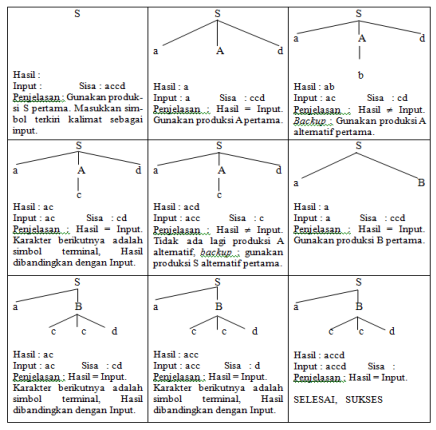 S
Hasil :
Input : Sisa : accd
Penjelasan : Gunakan produk-
si S pertama. Masukkan sim-
bol terkiri kalimat sebagai
input.
S
a A d
Hasil : a
Input : a Sisa : ccd
Penjelasan : Hasil = Input.
Gunakan produksi A pertama.
S
a A d
b
Hasil : ab
Input : ac Sisa : cd
Penjelasan : Hasil ≠ Input.
Backup : Gunakan produksi A
alternatif pertama.
S
a A d
c
Hasil : ac
Input : ac Sisa : cd
Penjelasan : Hasil = Input.
Karakter berikutnya adalah
simbol terminal, Hasil
dibandingkan dengan Input.
S
a A d
c
Hasil : acd
Input : acc Sisa : c
Penjelasan : Hasil ≠ Input.
Tidak ada lagi produksi A
alternatif, backup : gunakan
produksi S alternatif pertama.
S
a B
Hasil : a
Input : a Sisa : ccd
Penjelasan : Hasil = Input.
Gunakan produksi B pertama.
S
a B
c c d
Hasil : ac
Input : ac Sisa : cd
Penjelasan : Hasil = Input.
Karakter berikutnya adalah
simbol terminal, Hasil
dibandingkan dengan Input.
S
a B
c c d
Hasil : acc
Input : acc Sisa : d
Penjelasan : Hasil = Input.
Karakter berikutnya adalah
simbol terminal, Hasil
dibandingkan dengan Input.
S
a B
c c d
Hasil : accd
Input : accd Sisa :
Penjelasan : Hasil = Input.
SELESAI, SUKSES